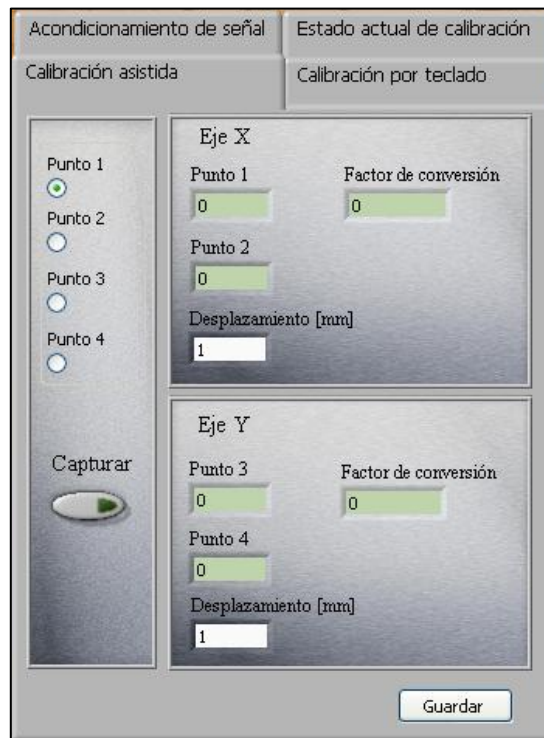 Acondicionamiento de señal
Estado actual de calibración
Calibración asistida
Calibración por teclado
Punto 1
Punto 2
Punto 3
Punto 4
Capturar
Eje X
Punto 1
Factor de conversión
0
0
Punto 2
0
Desplazamiento [mm]
1
Eje Y
Punto 3
Factor de conversión
0
0
Punto 4
0
Desplazamiento [mm]
1
Guardar